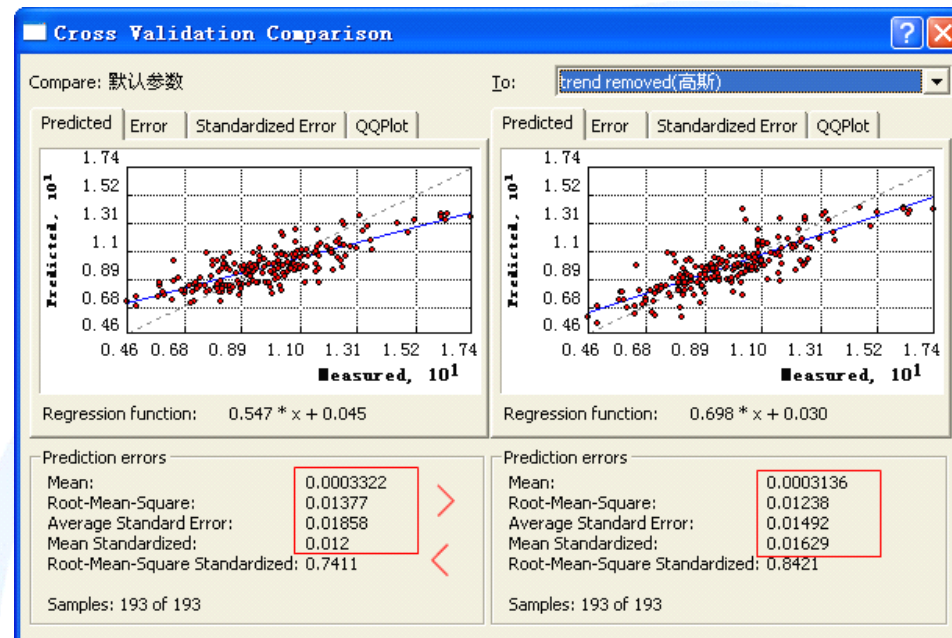 Cross Validation Comparison
Compare: 默认参数
To: trend removed(高斯)
Predicted Error Standardized Error QQPlot
1.74
1.52
1.31
1.1
0.89
0.68
0.46
Predicted, 10¹
0.46 0.68 0.89 1.10 1.31 1.52 1.74
Measured, 10¹
Regression function: 0.547 * x + 0.045
Predicted Error Standardized Error QQPlot
1.74
1.52
1.31
1.1
0.89
0.68
0.46
Predicted, 10¹
0.46 0.68 0.89 1.10 1.31 1.52 1.74
Measured, 10¹
Regression function: 0.698 * x + 0.030
Prediction errors
Mean: 0.0003322
Root-Mean-Square: 0.01377
Average Standard Error: 0.01858
Mean Standardized: 0.012
Root-Mean-Square Standardized: 0.7411
Samples: 193 of 193
>
<
Prediction errors
Mean: 0.0003136
Root-Mean-Square: 0.01238
Average Standard Error: 0.01492
Mean Standardized: 0.01629
Root-Mean-Square Standardized: 0.8421
Samples: 193 of 193